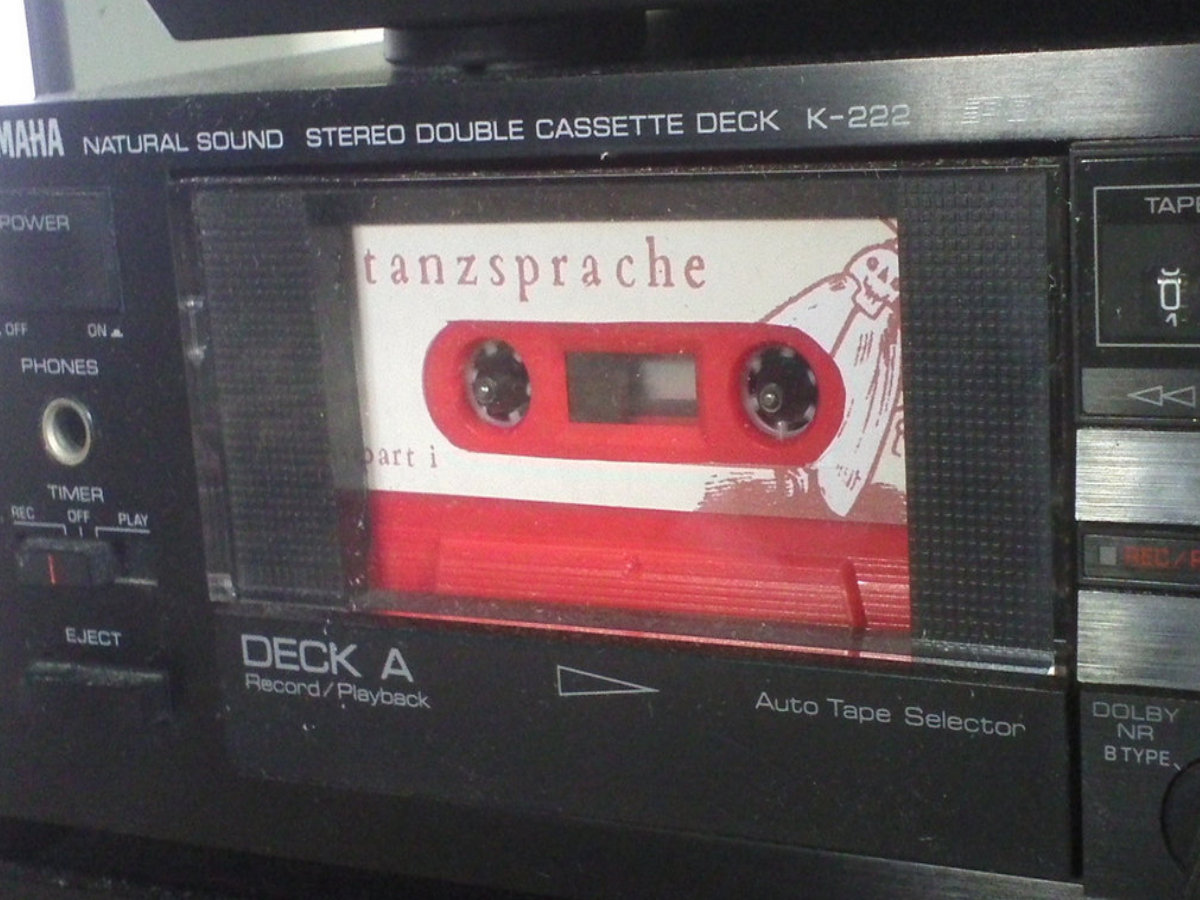 MAHA NATURAL SOUND STEREO DOUBLE CASSETTE DECK K-222
POWER
OFF ON
PHONES
TIMER
REC OFF PLAY
EJECT
tanzsprache
part i
DECK A
Record/Playback
Auto Tape Selector
TAPE
REC/P
DOLBY
NR
B TYPE